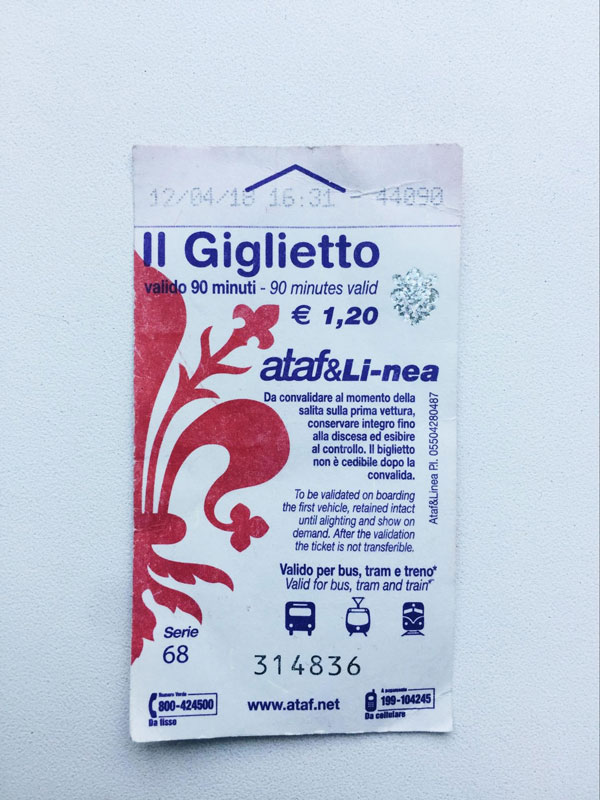 12/04/18 16:31 - 44090
Il Giglietto
valido 90 minuti - 90 minutes valid
€ 1,20
ataf&Li-nea
Da convalidare al momento della
salita sulla prima vettura,
conservare integro fino
alla discesa ed esibire
al controllo. Il biglietto
non è cedibile dopo la
convalida.
To be validated on boarding
the first vehicle, retained intact
until alighting and show on
demand. After the validation
the ticket is not transferible.
Ataf&Linea P.I. 05504280487
Valido per bus, tram e treno*
Valid for bus, tram and train*
Serie
68
314836
Numero Verde
800-424500
Da fisso
www.ataf.net
A pagamento
199-104245
Da cellulare